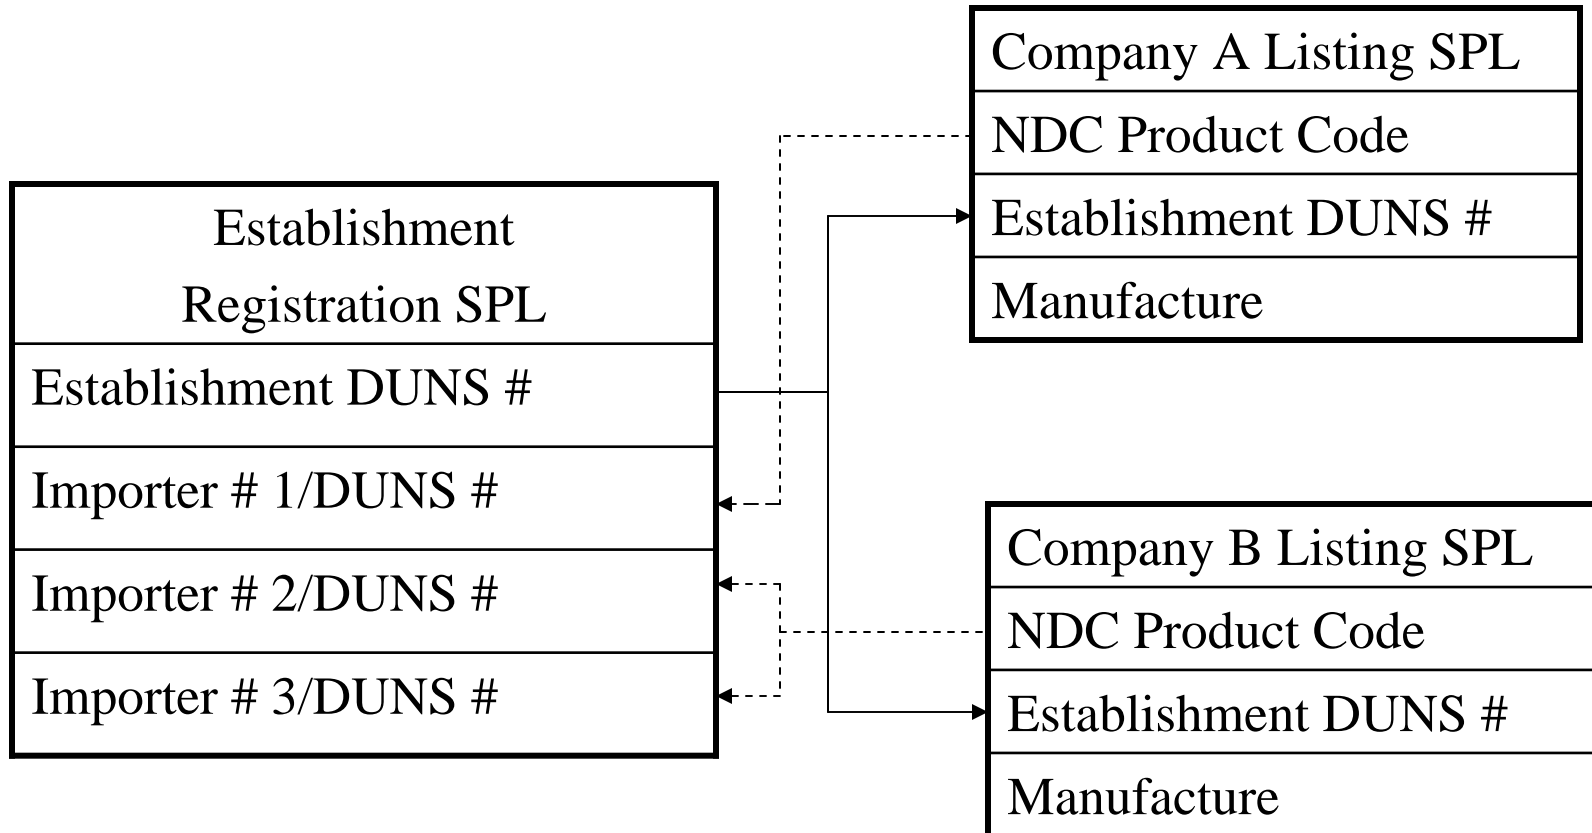 Establishment
Registration SPL
Establishment DUNS #
Importer # 1/DUNS #
Importer # 2/DUNS #
Importer # 3/DUNS #
Company A Listing SPL
NDC Product Code
Establishment DUNS #
Manufacture
Company B Listing SPL
NDC Product Code
Establishment DUNS #
Manufacture